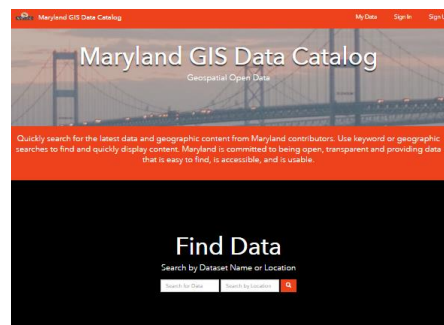 Maryland GIS Data Catalog
My Data Sign In Sign
Maryland GIS Data Catalog
Geospatial Open Data
Quickly search for the latest data and geographic content from Maryland contributors. Use keyword or geographic
searches to find and quickly display content. Maryland is committed to being open, transparent and providing data
that is easy to find, is accessible, and is usable.
Find Data
Search by Dataset Name or Location
Search for Data Search by Location